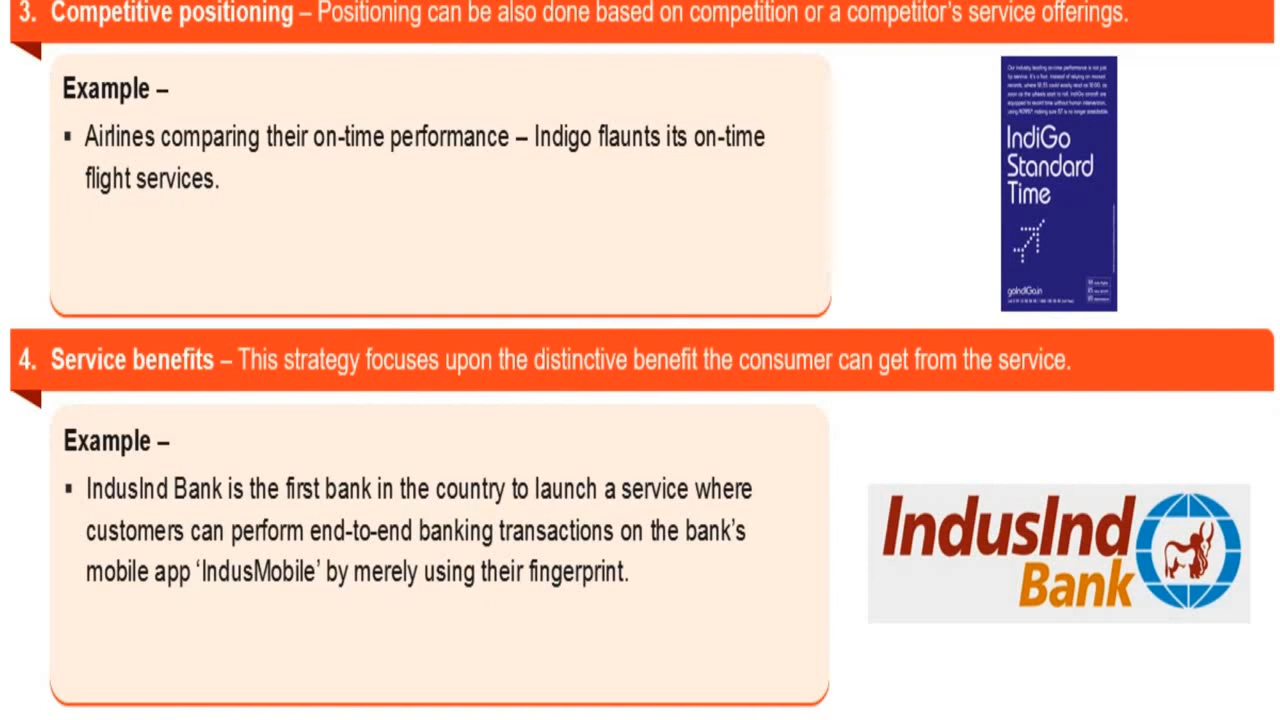 3. Competitive positioning – Positioning can be also done based on competition or a competitor's service offerings.
Example –
▪ Airlines comparing their on-time performance – Indigo flaunts its on-time
flight services.
IndiGo
Standard
Time
goIndiGo.in
4. Service benefits – This strategy focuses upon the distinctive benefit the consumer can get from the service.
Example –
▪ IndusInd Bank is the first bank in the country to launch a service where
customers can perform end-to-end banking transactions on the bank's
mobile app 'IndusMobile' by merely using their fingerprint.
IndusInd
Bank